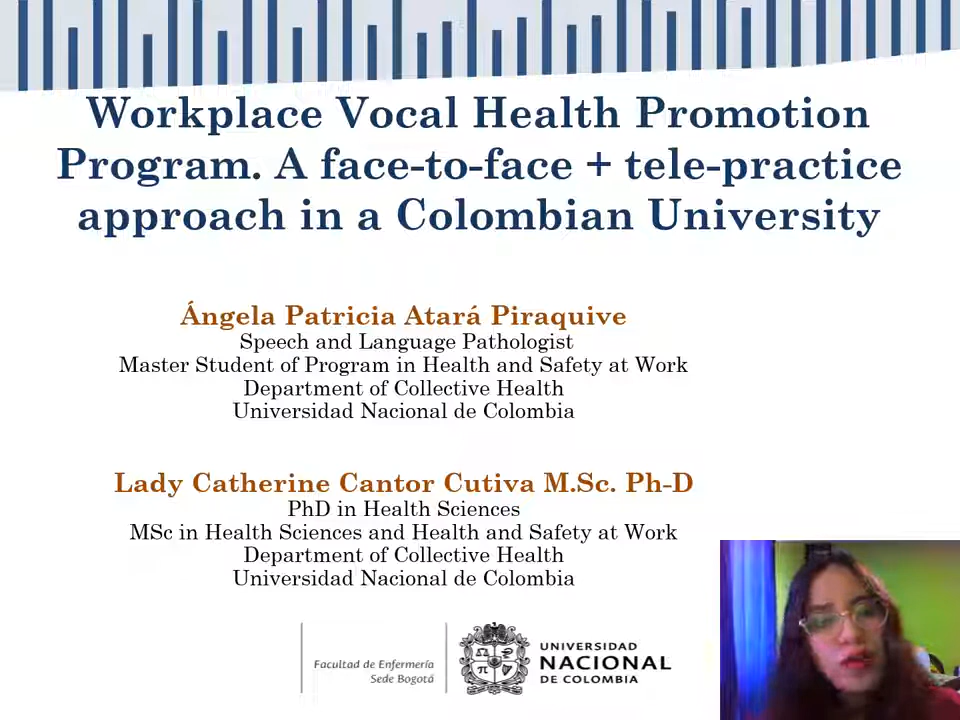 Workplace Vocal Health Promotion
Program. A face-to-face + tele-practice
approach in a Colombian University
Ángela Patricia Atará Piraquive
Speech and Language Pathologist
Master Student of Program in Health and Safety at Work
Department of Collective Health
Universidad Nacional de Colombia
Lady Catherine Cantor Cutiva M.Sc. Ph-D
PhD in Health Sciences
MSc in Health Sciences and Health and Safety at Work
Department of Collective Health
Universidad Nacional de Colombia
Facultad de Enfermería
Sede Bogotá
UNIVERSIDAD
NACIONAL
DE COLOMBIA